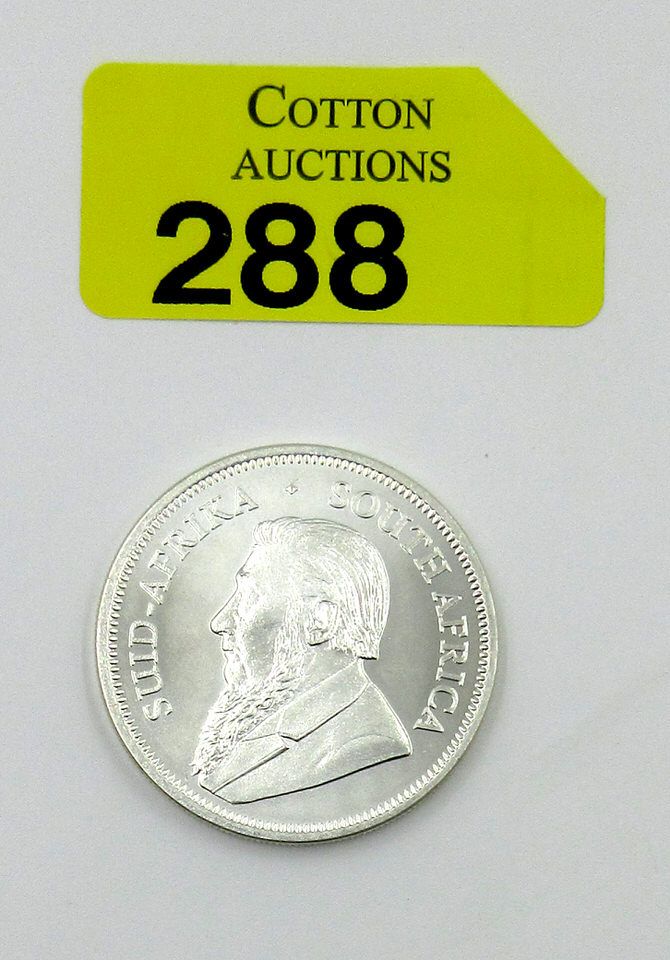 COTTON
AUCTIONS
288
SUID-AFRIKA SOUTH AFRICA